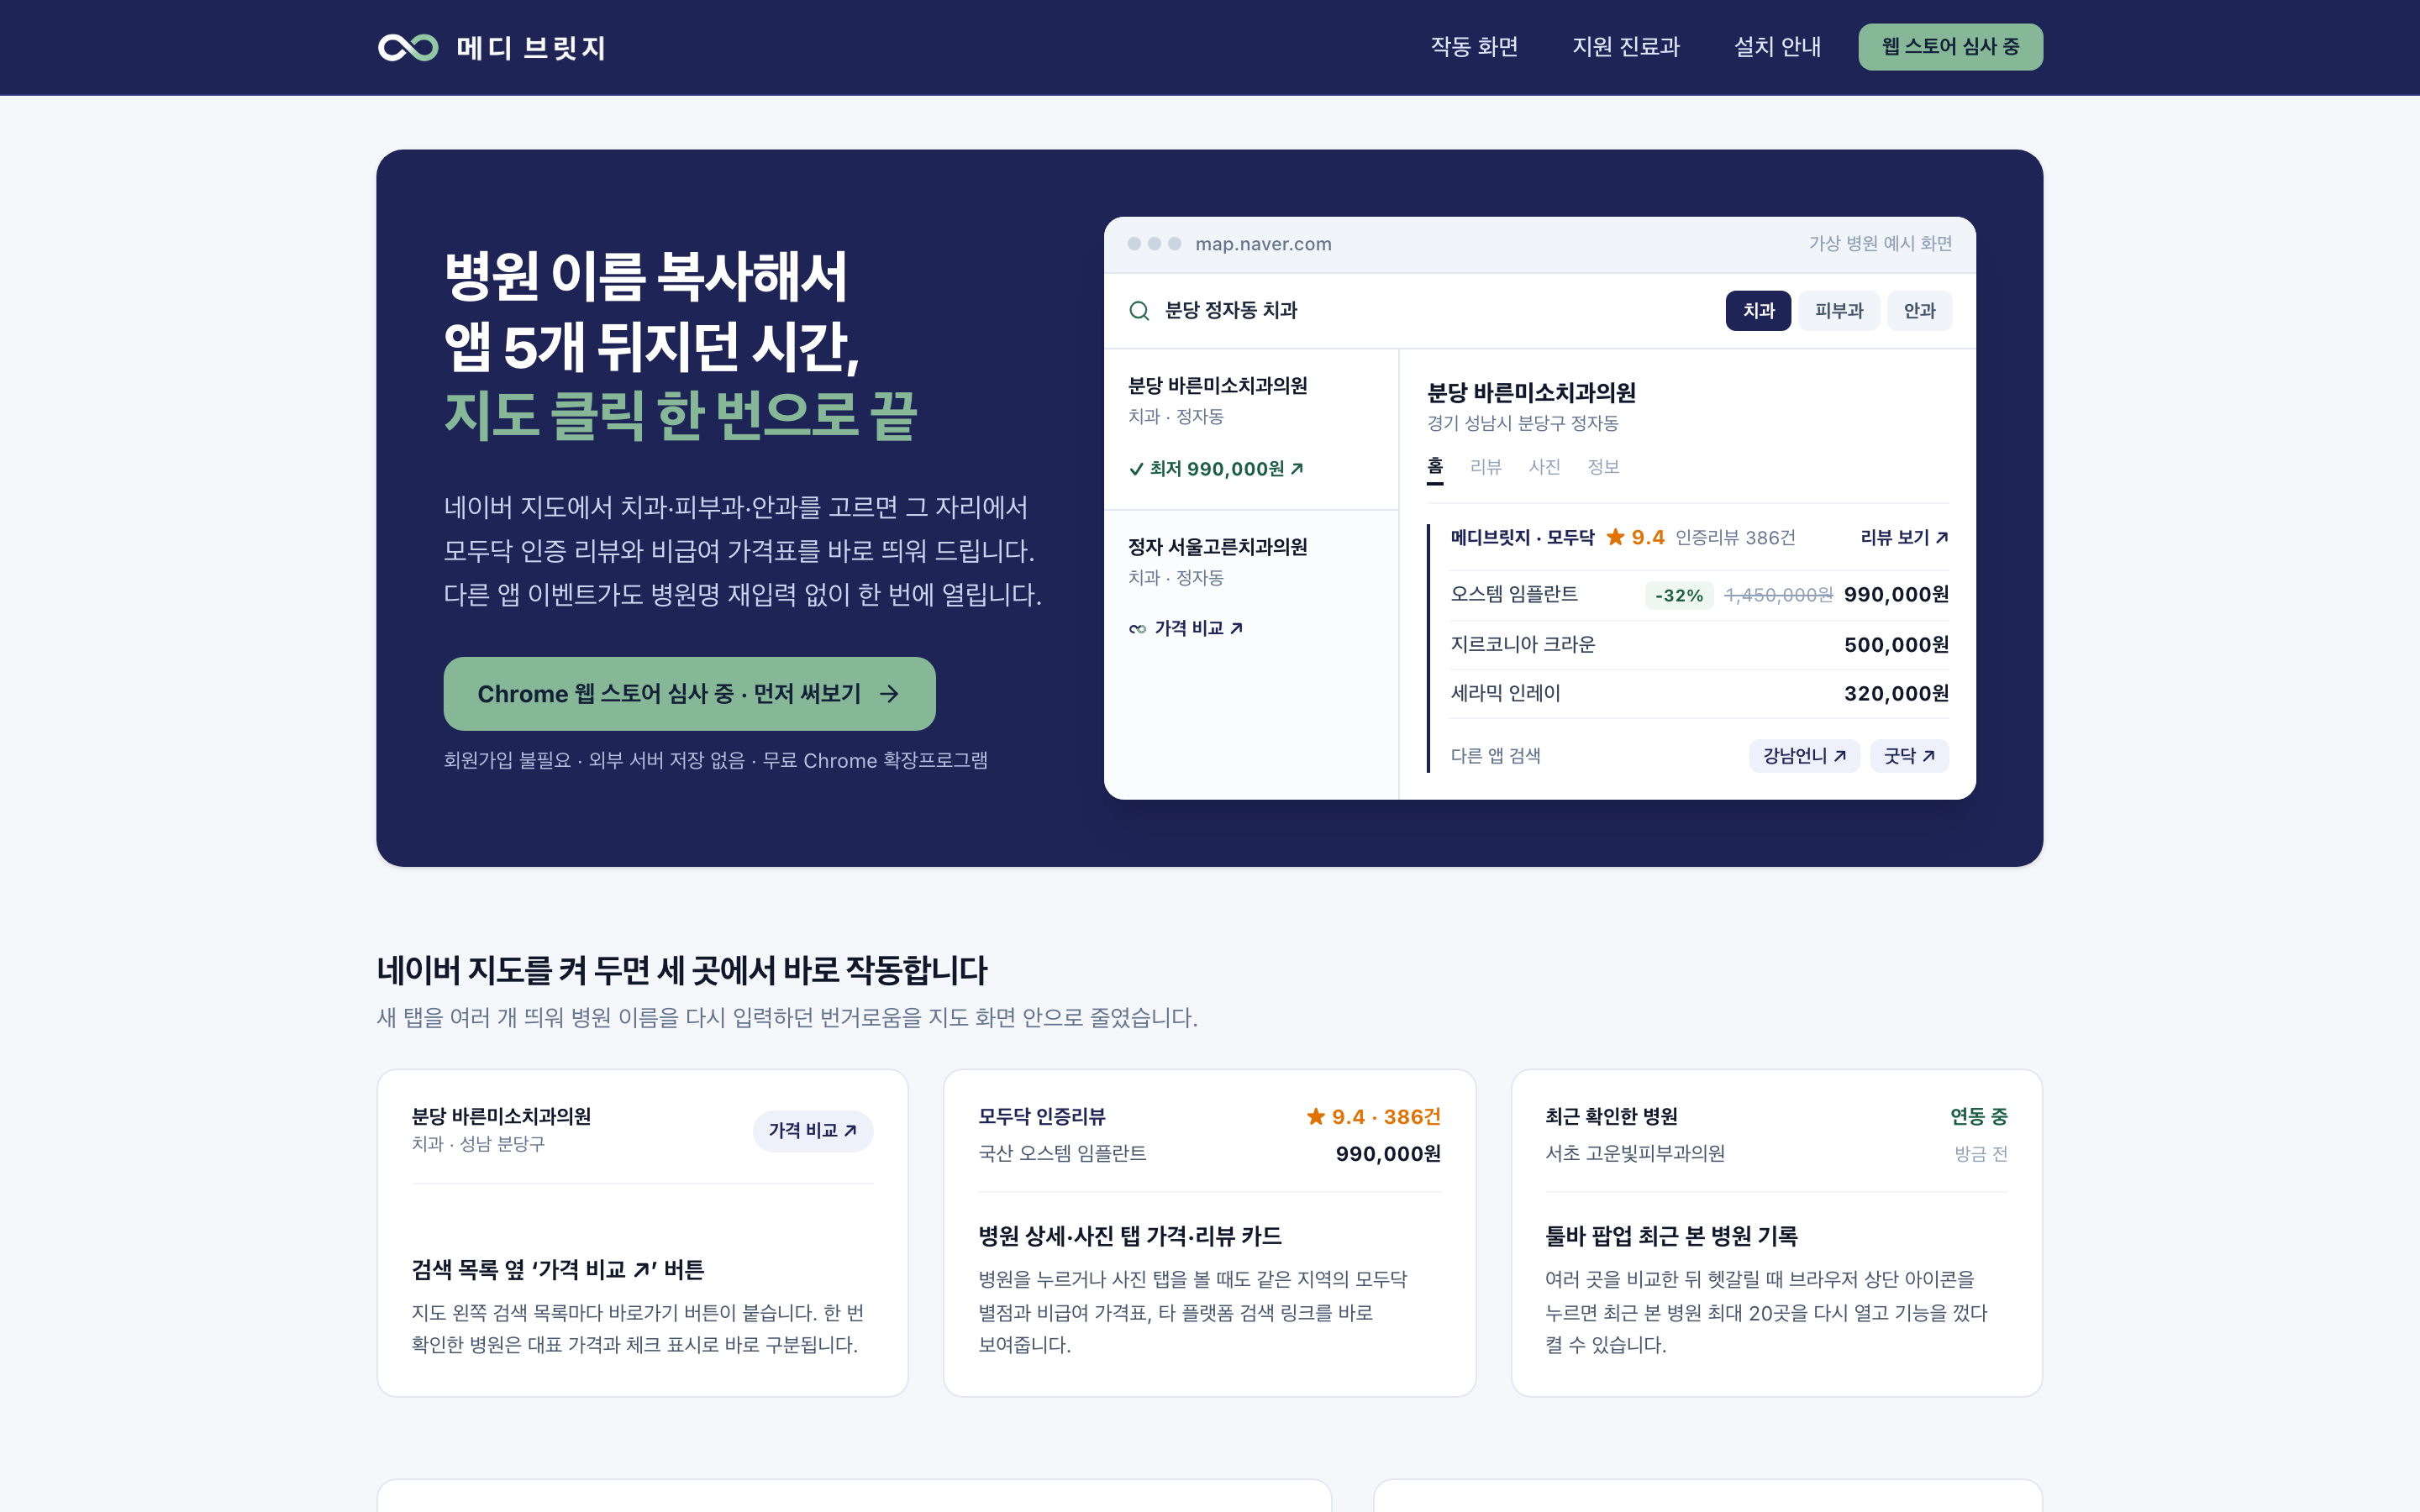 메디 브릿지
작동 화면
지원 진료과
설치 안내
웹 스토어 심사 중
병원 이름 복사해서
앱 5개 뒤지던 시간,
지도 클릭 한 번으로 끝
네이버 지도에서 치과·피부과·안과를 고르면 그 자리에서
모두닥 인증 리뷰와 비급여 가격표를 바로 띄워 드립니다.
다른 앱 이벤트가도 병원명 재입력 없이 한 번에 열립니다.
Chrome 웹 스토어 심사 중 · 먼저 써보기 →
회원가입 불필요 · 외부 서버 저장 없음 · 무료 Chrome 확장프로그램
map.naver.com
가상 병원 예시 화면
분당 정자동 치과
치과
피부과
안과
분당 바른미소치과의원
치과 · 정자동
✓ 최저 990,000원 ↗
정자 서울고른치과의원
치과 · 정자동
가격 비교 ↗
분당 바른미소치과의원
경기 성남시 분당구 정자동
홈 리뷰 사진 정보
메디브릿지 · 모두닥 ★ 9.4 인증리뷰 386건 리뷰 보기 ↗
오스템 임플란트 -32% 1,450,000원 990,000원
지르코니아 크라운 500,000원
세라믹 인레이 320,000원
다른 앱 검색 강남언니 ↗ 굿닥 ↗
네이버 지도를 켜 두면 세 곳에서 바로 작동합니다
새 탭을 여러 개 띄워 병원 이름을 다시 입력하던 번거로움을 지도 화면 안으로 줄였습니다.
분당 바른미소치과의원
치과 · 성남 분당구
가격 비교 ↗
검색 목록 옆 ‘가격 비교 ↗’ 버튼
지도 왼쪽 검색 목록마다 바로가기 버튼이 붙습니다. 한 번
확인한 병원은 대표 가격과 체크 표시로 바로 구분됩니다.
모두닥 인증리뷰 ★ 9.4 · 386건
국산 오스템 임플란트 990,000원
병원 상세·사진 탭 가격·리뷰 카드
병원을 누르거나 사진 탭을 볼 때도 같은 지역의 모두닥
별점과 비급여 가격표, 타 플랫폼 검색 링크를 바로
보여줍니다.
최근 확인한 병원 연동 중
서초 고운빛피부과의원 방금 전
툴바 팝업 최근 본 병원 기록
여러 곳을 비교한 뒤 헷갈릴 때 브라우저 상단 아이콘을
누르면 최근 본 병원 최대 20곳을 다시 열고 기능을 껐다
켤 수 있습니다.